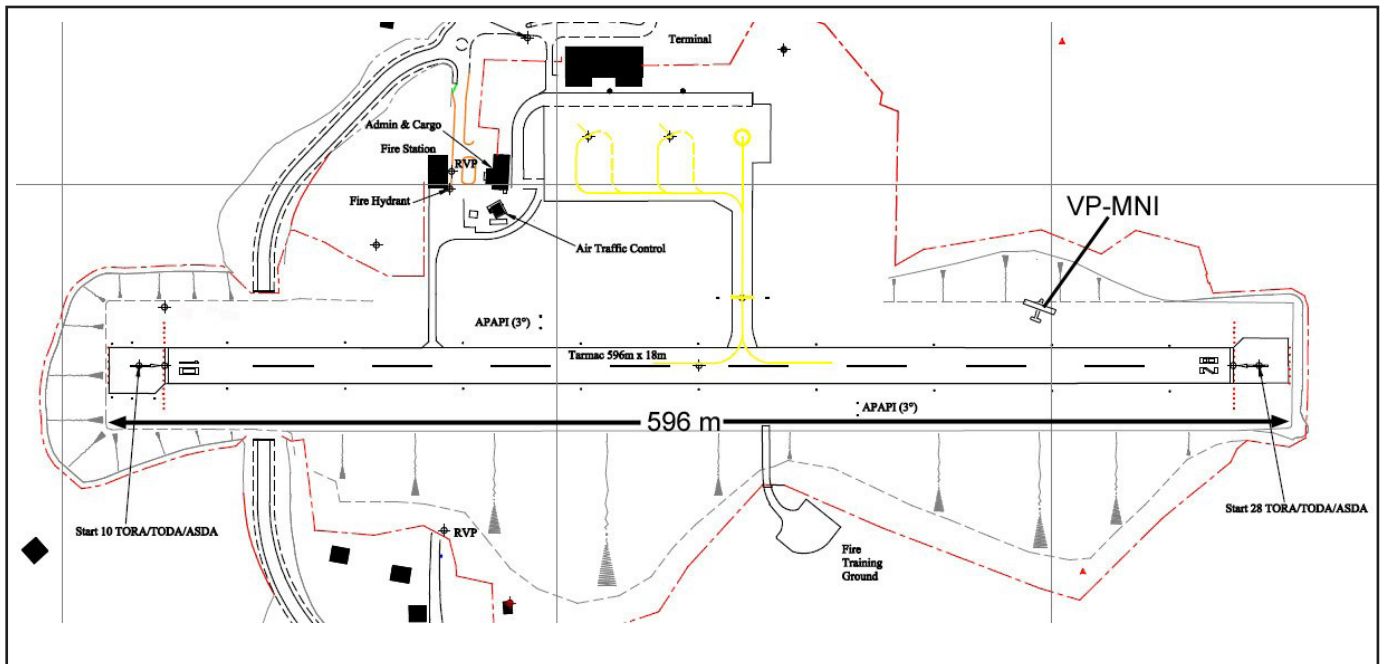 Terminal
Admin & Cargo
Fire Station
RVP
Fire Hydrant
VP-MNI
Air Traffic Control
APAPI (3°)
Tarmac 596m x 18m
10
28
APAPI (3°)
596 m
Start 10 TORA/TODA/ASDA
Start 28 TORA/TODA/ASDA
RVP
Fire
Training
Ground